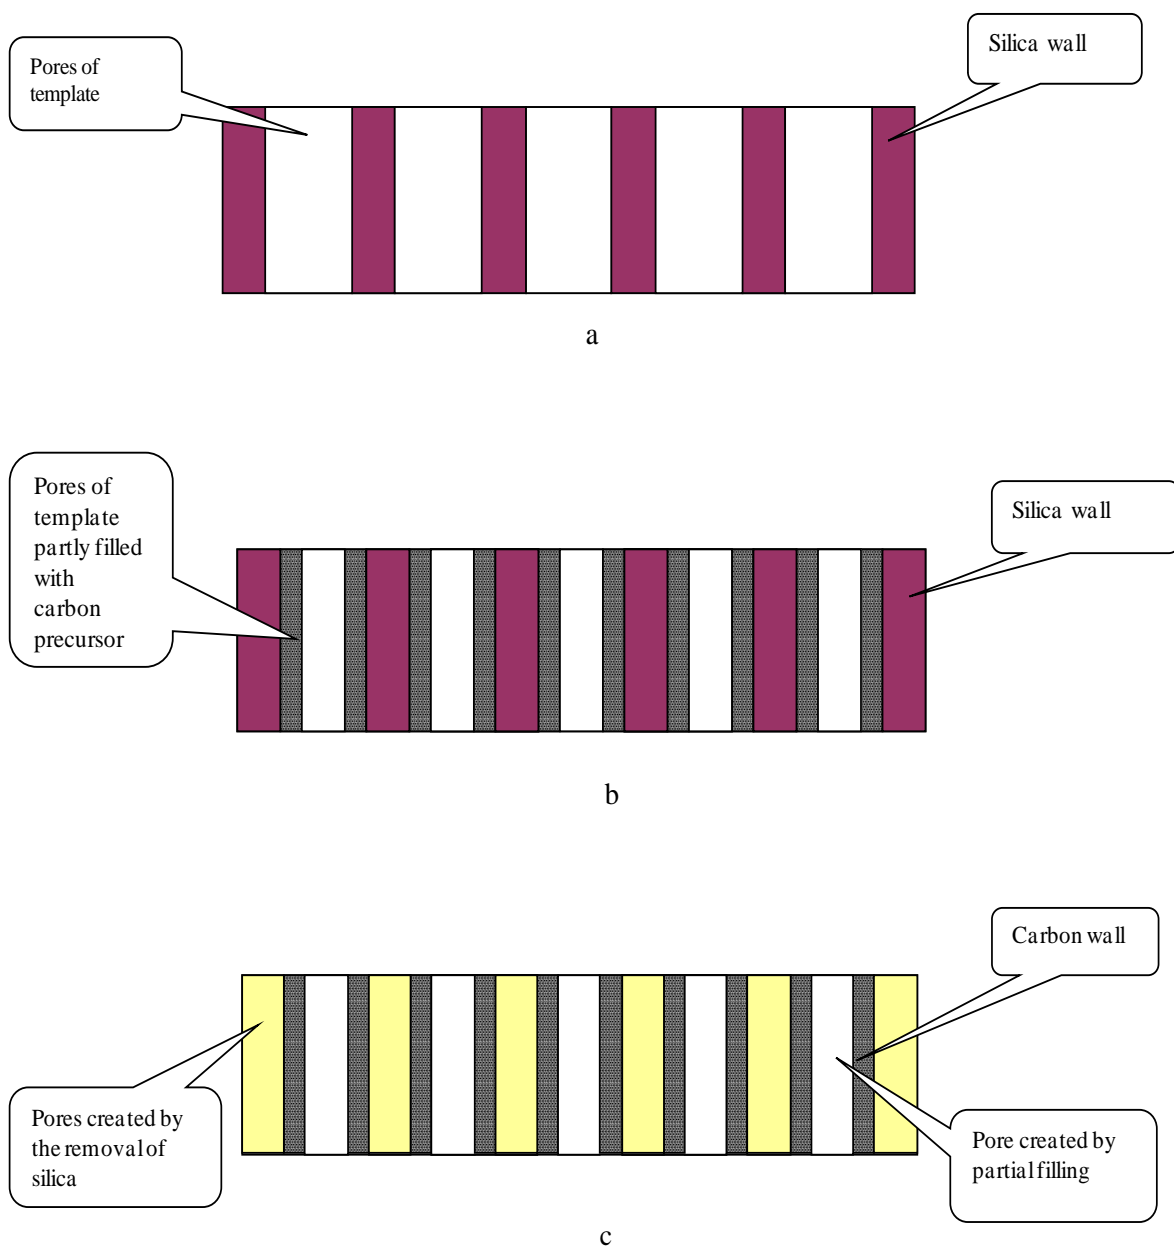 Pores of
template
Silica wall
a
Pores of
template
partly filled
with
carbon
precursor
Silica wall
b
Carbon wall
Pores created by
the removal of
silica
Pore created by
partial filling
c